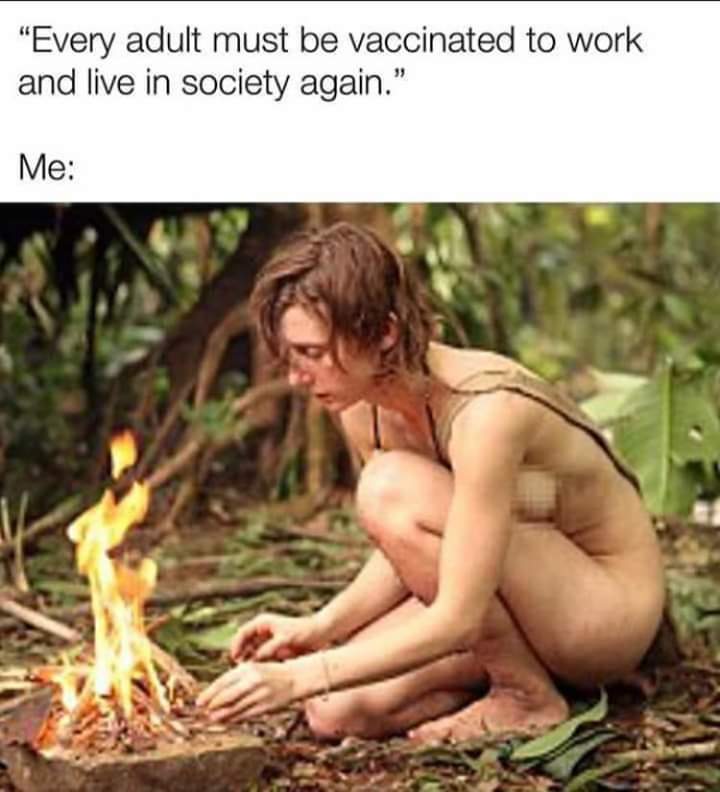 “Every adult must be vaccinated to work
and live in society again.”
Me: